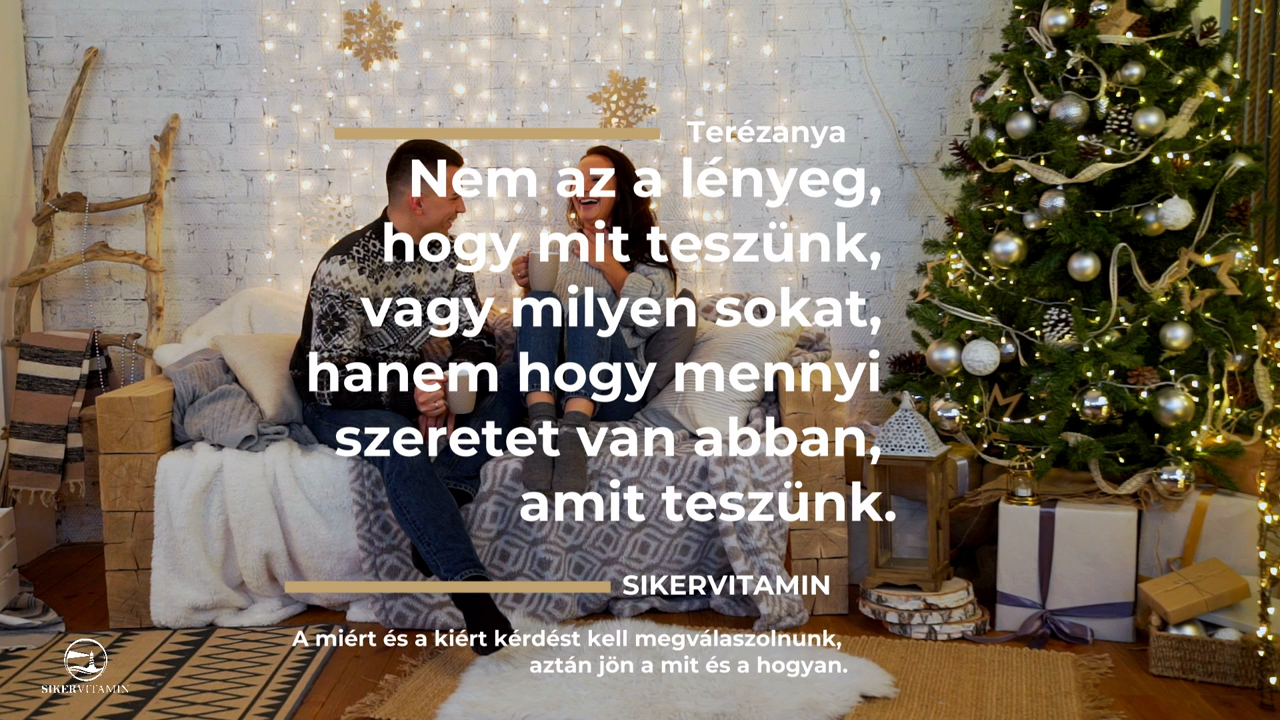 Terézanya
Nem az a lényeg,
hogy mit teszünk,
vagy milyen sokat,
hanem hogy mennyi
szeretet van abban,
amit teszünk.
SIKERVITAMIN
A miért és a kiért kérdést kell megválaszolnunk,
aztán jön a mit és a hogyan.
SIKERVITAMIN